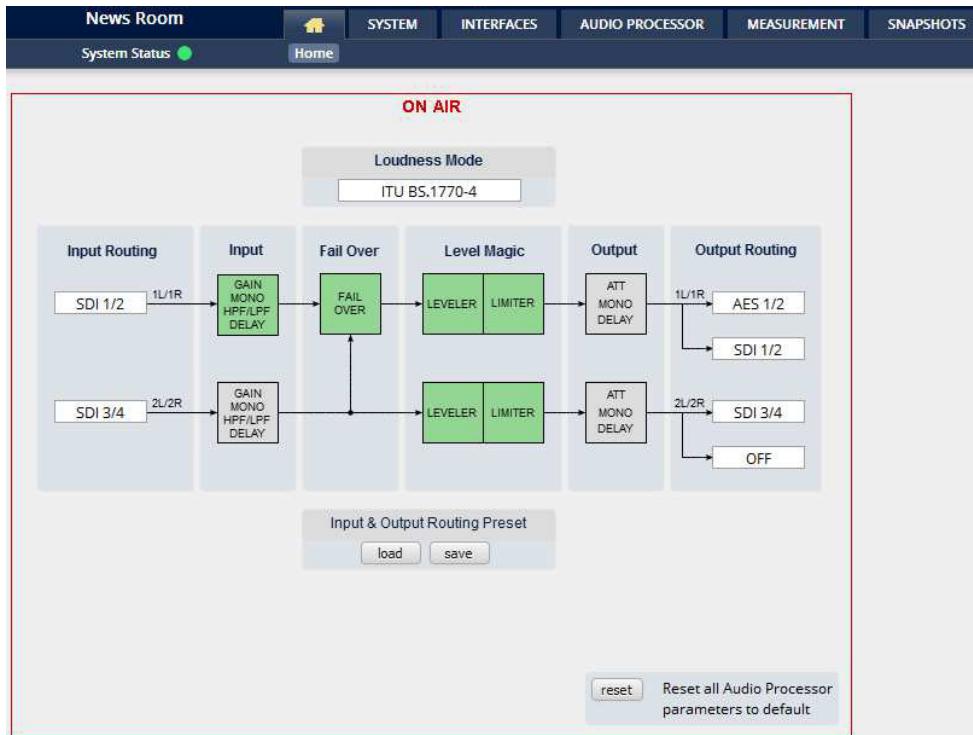 News Room
SYSTEM
INTERFACES
AUDIO PROCESSOR
MEASUREMENT
SNAPSHOTS
System Status
Home
ON AIR
Loudness Mode
ITU BS.1770-4
Input Routing
Input
Fail Over
Level Magic
Output
Output Routing
SDI 1/2
1L/1R
GAIN
MONO
HPF/LPF
DELAY
FAIL
OVER
LEVELER
LIMITER
ATT
MONO
DELAY
1L/1R
AES 1/2
SDI 1/2
SDI 3/4
2L/2R
GAIN
MONO
HPF/LPF
DELAY
LEVELER
LIMITER
ATT
MONO
DELAY
2L/2R
SDI 3/4
OFF
Input & Output Routing Preset
load
save
reset
Reset all Audio Processor
parameters to default